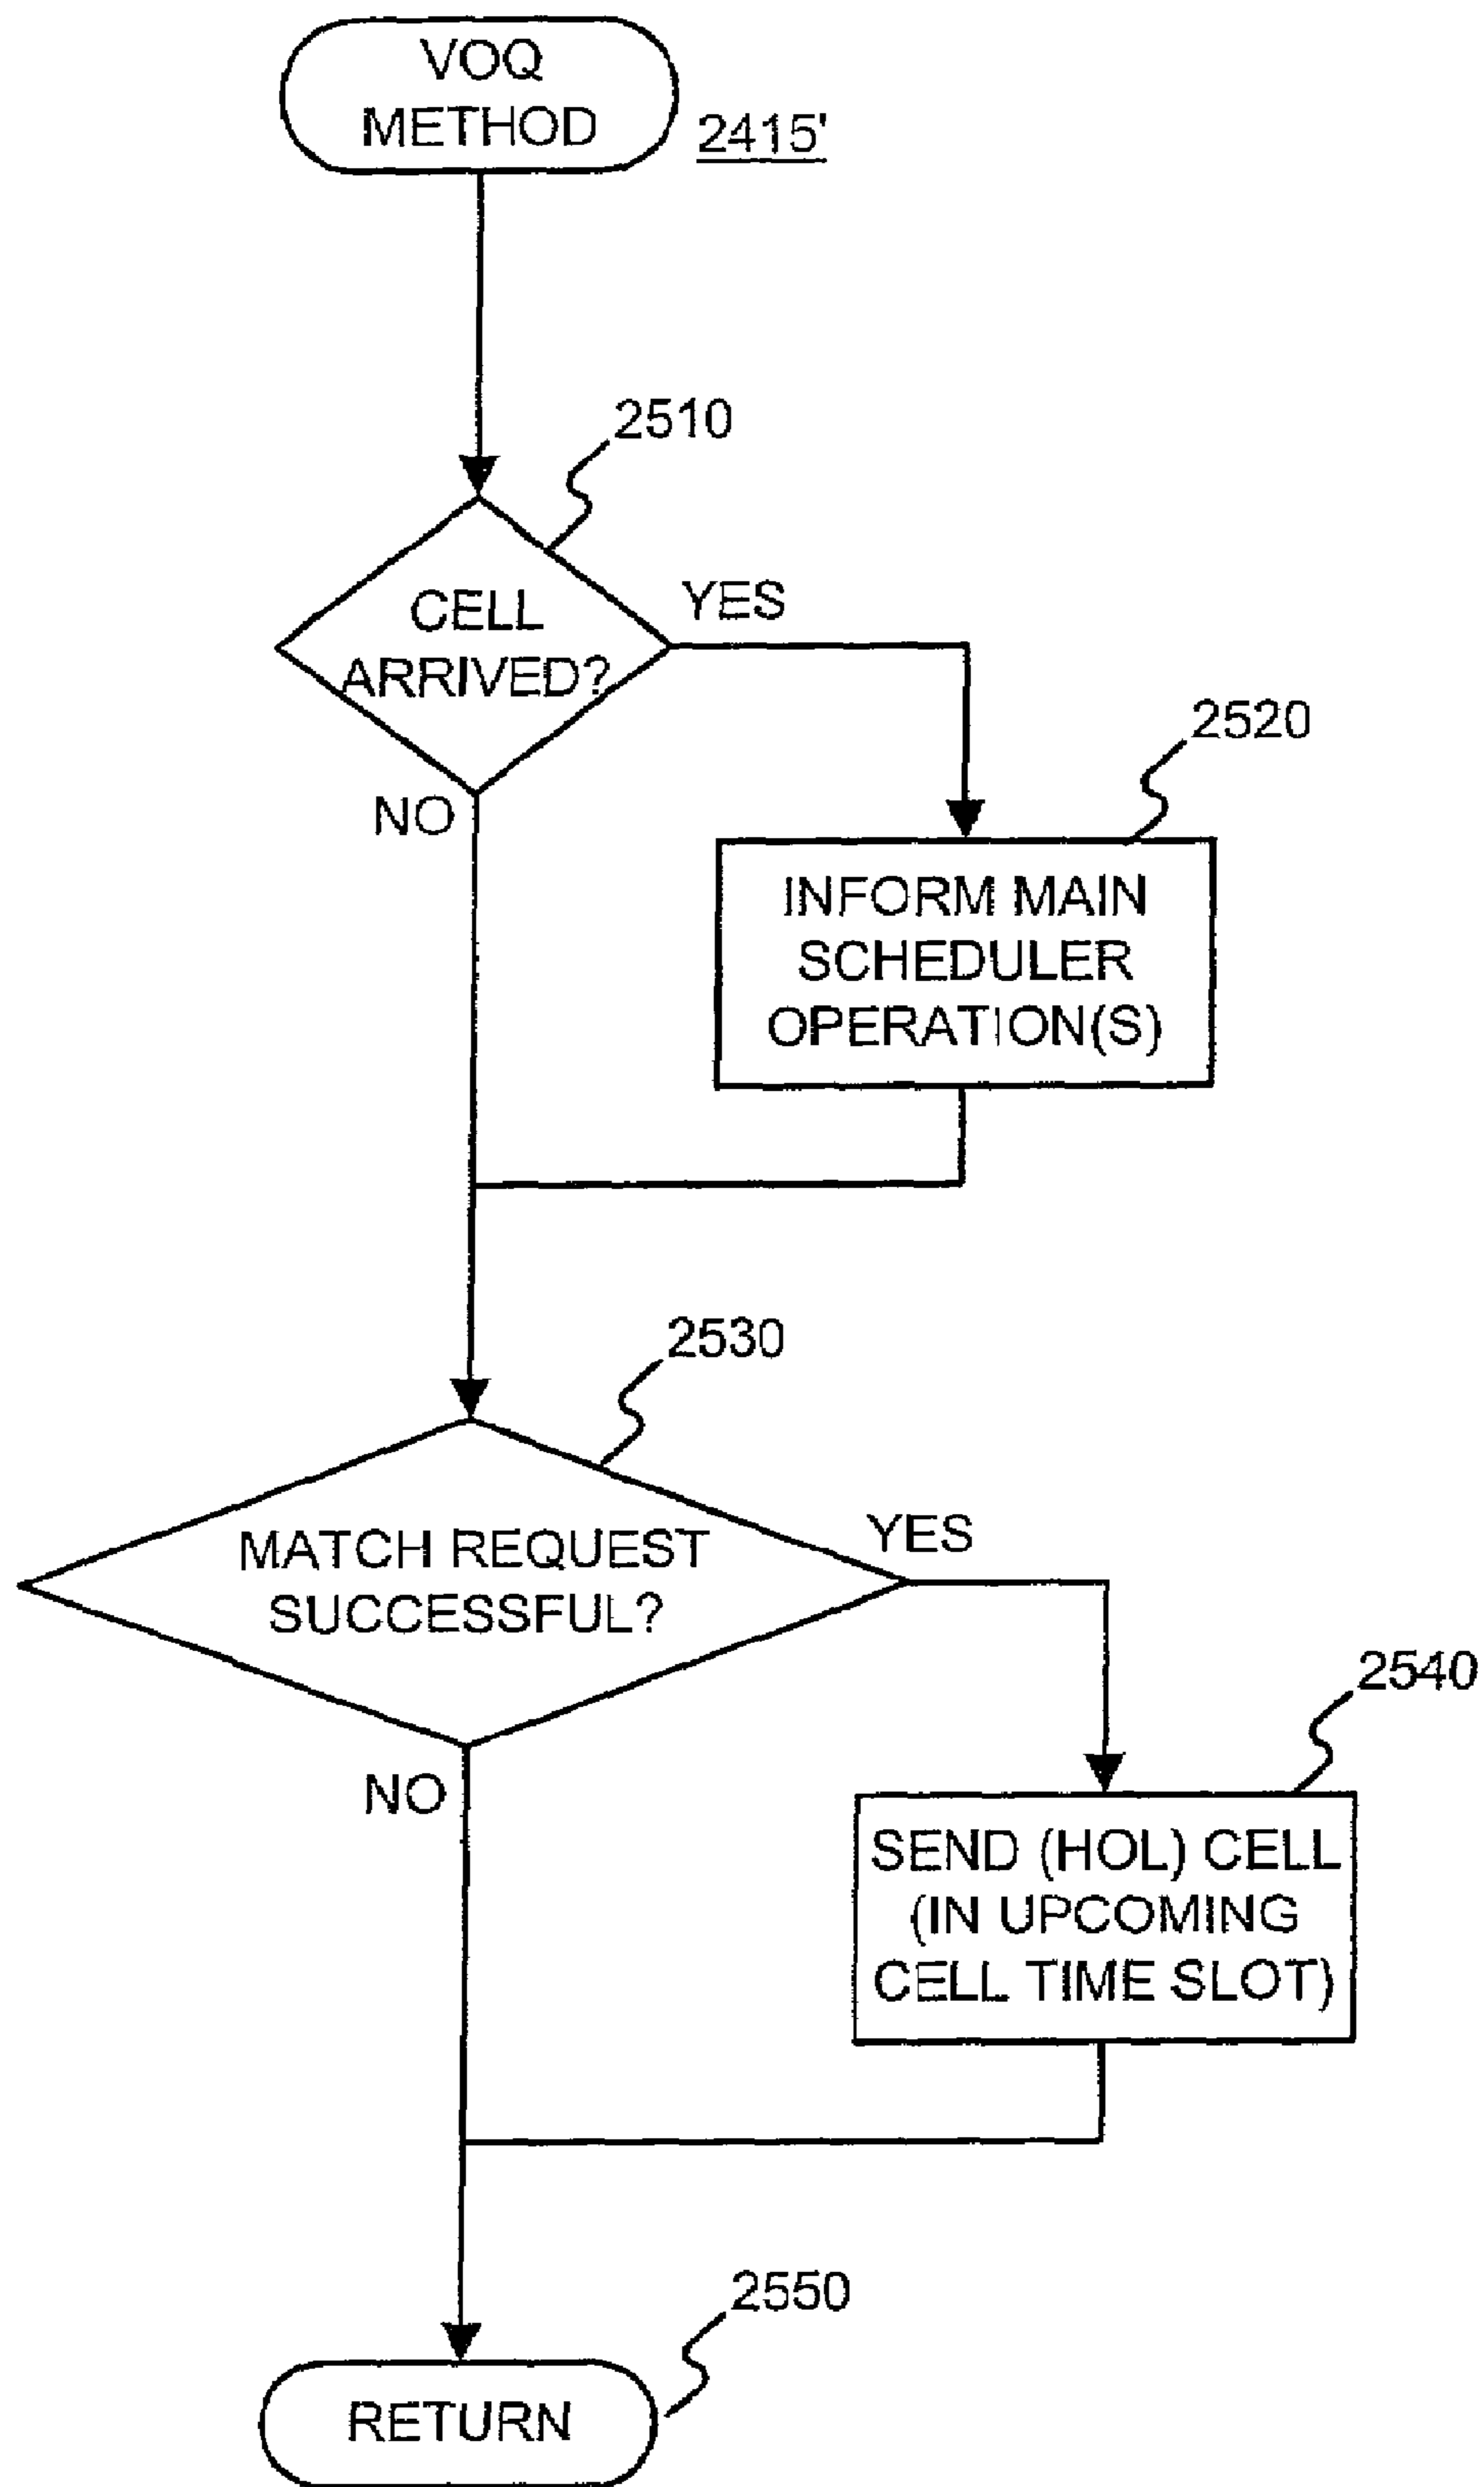 VOQ
METHOD
2415'
2510
CELL
ARRIVED?
YES
NO
2520
INFORM MAIN
SCHEDULER
OPERATION(S)
2530
MATCH REQUEST
SUCCESSFUL?
YES
NO
2540
SEND (HOL) CELL
(IN UPCOMING
CELL TIME SLOT)
2550
RETURN